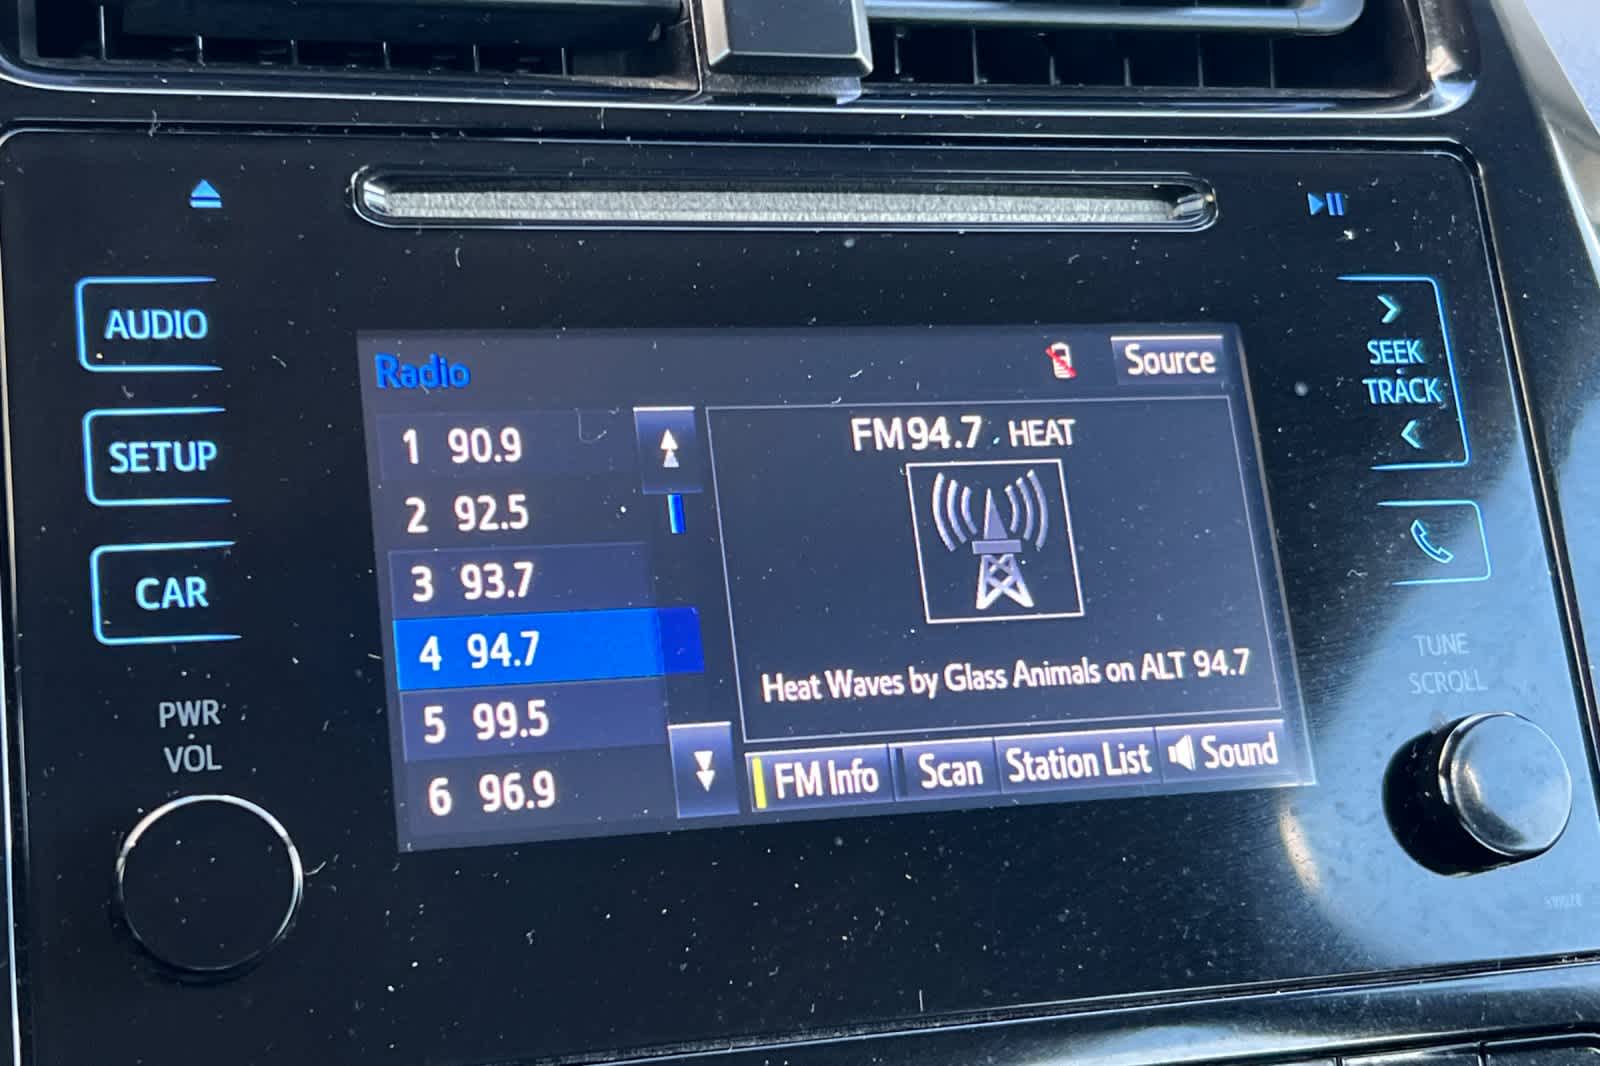 AUDIO
SETUP
CAR
PWR
VOL
Radio
Source
1 90.9
2 92.5
3 93.7
4 94.7
5 99.5
6 96.9
FM94.7 . HEAT
Heat Waves by Glass Animals on ALT 94.7
FM Info
Scan
Station List
Sound
SEEK
TRACK
TUNE
SCROLL